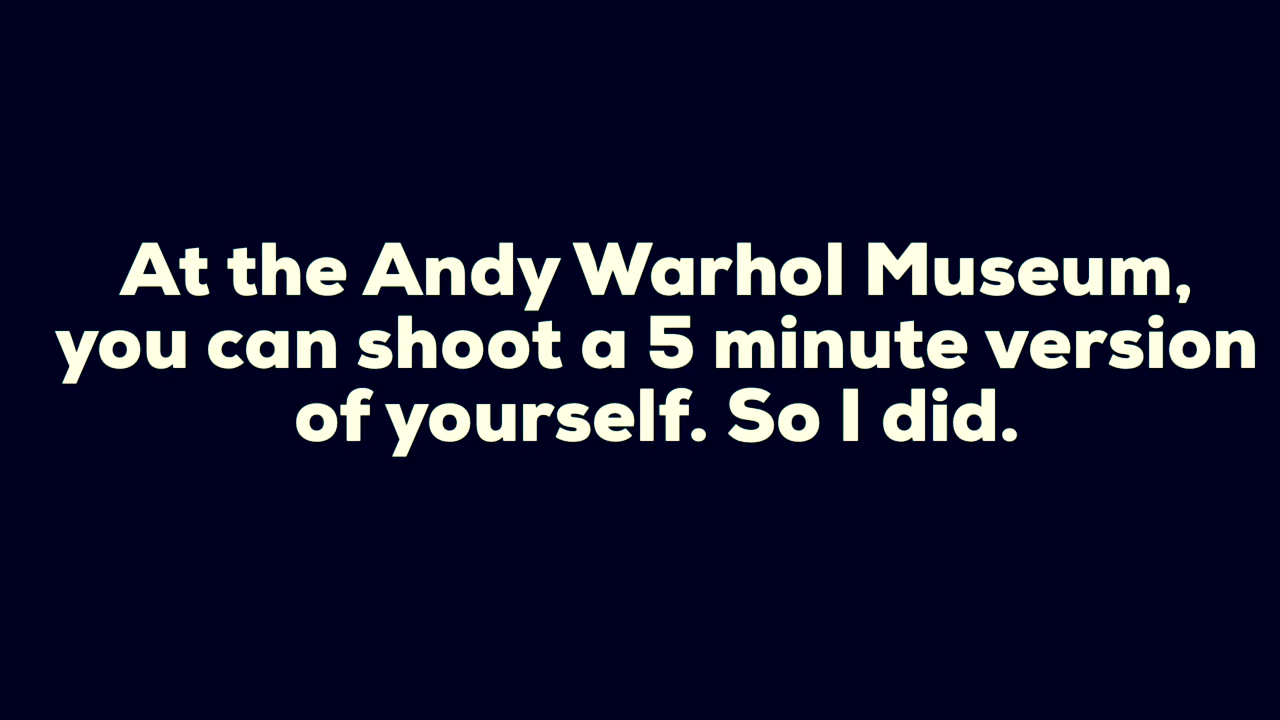 At the Andy Warhol Museum,
you can shoot a 5 minute version
of yourself. So I did.